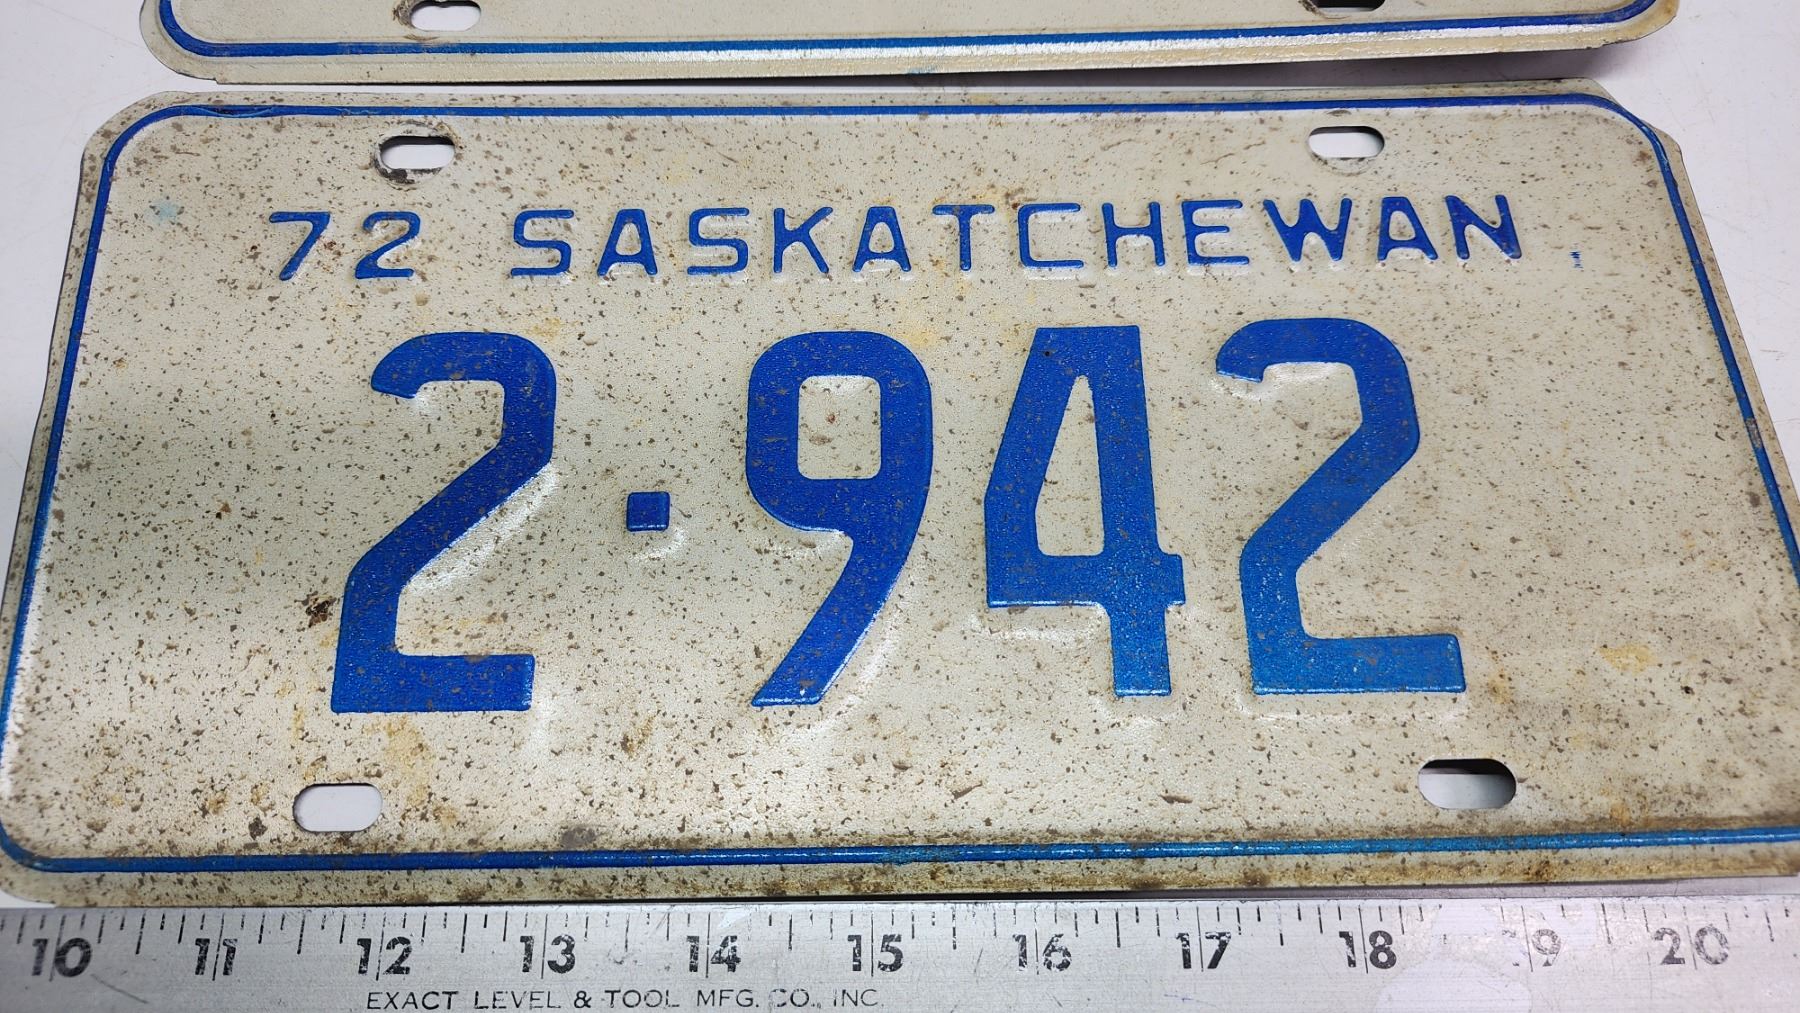 72 SASKATCHEWAN
2·942
10 11 12 13 14 15 16 17 18 19 20
EXACT LEVEL & TOOL MFG. CO., INC.